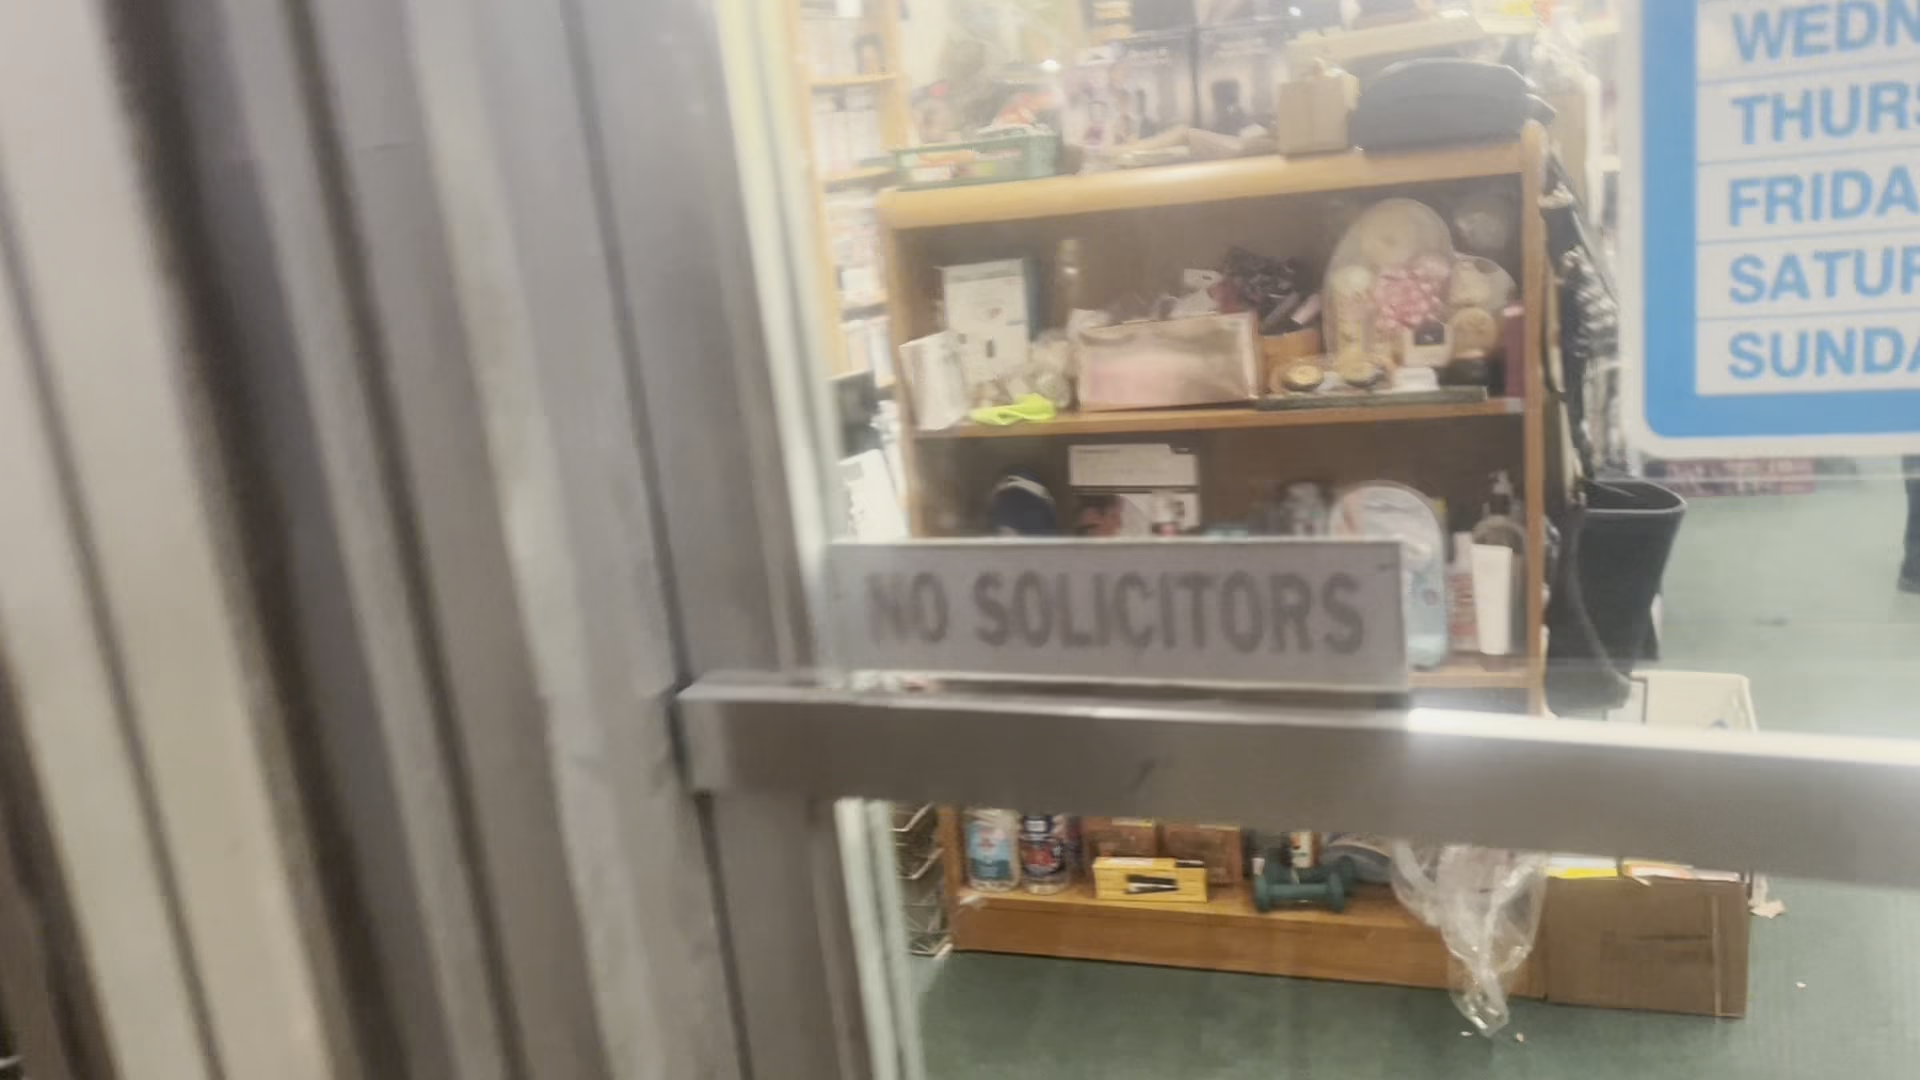 WEDN
THURS
FRIDA
SATUR
SUNDA
NO SOLICITORS